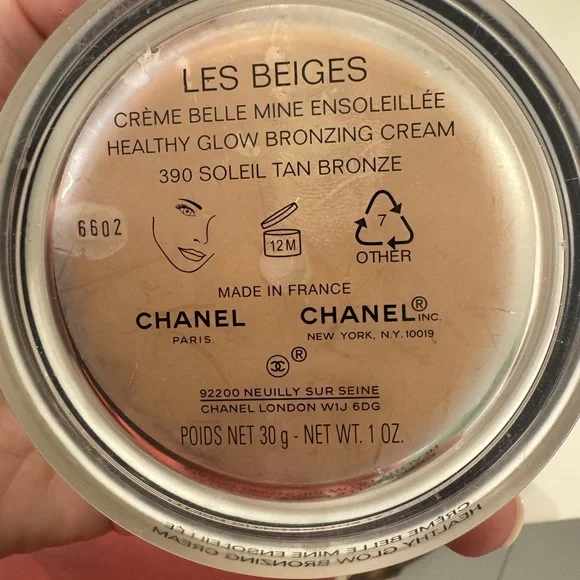 LES BEIGES
CRÈME BELLE MINE ENSOLEILLÉE
HEALTHY GLOW BRONZING CREAM
390 SOLEIL TAN BRONZE
6602
12 M
7
OTHER
MADE IN FRANCE
CHANEL CHANEL® INC.
PARIS NEW YORK, N.Y. 10019
®
92200 NEUILLY SUR SEINE
CHANEL LONDON W1J 6DG
POIDS NET 30 g - NET WT. 1 OZ.
CRÈME BELLE MINE ENSOLEILLÉE
HEALTHY GLOW BRONZING CREAM